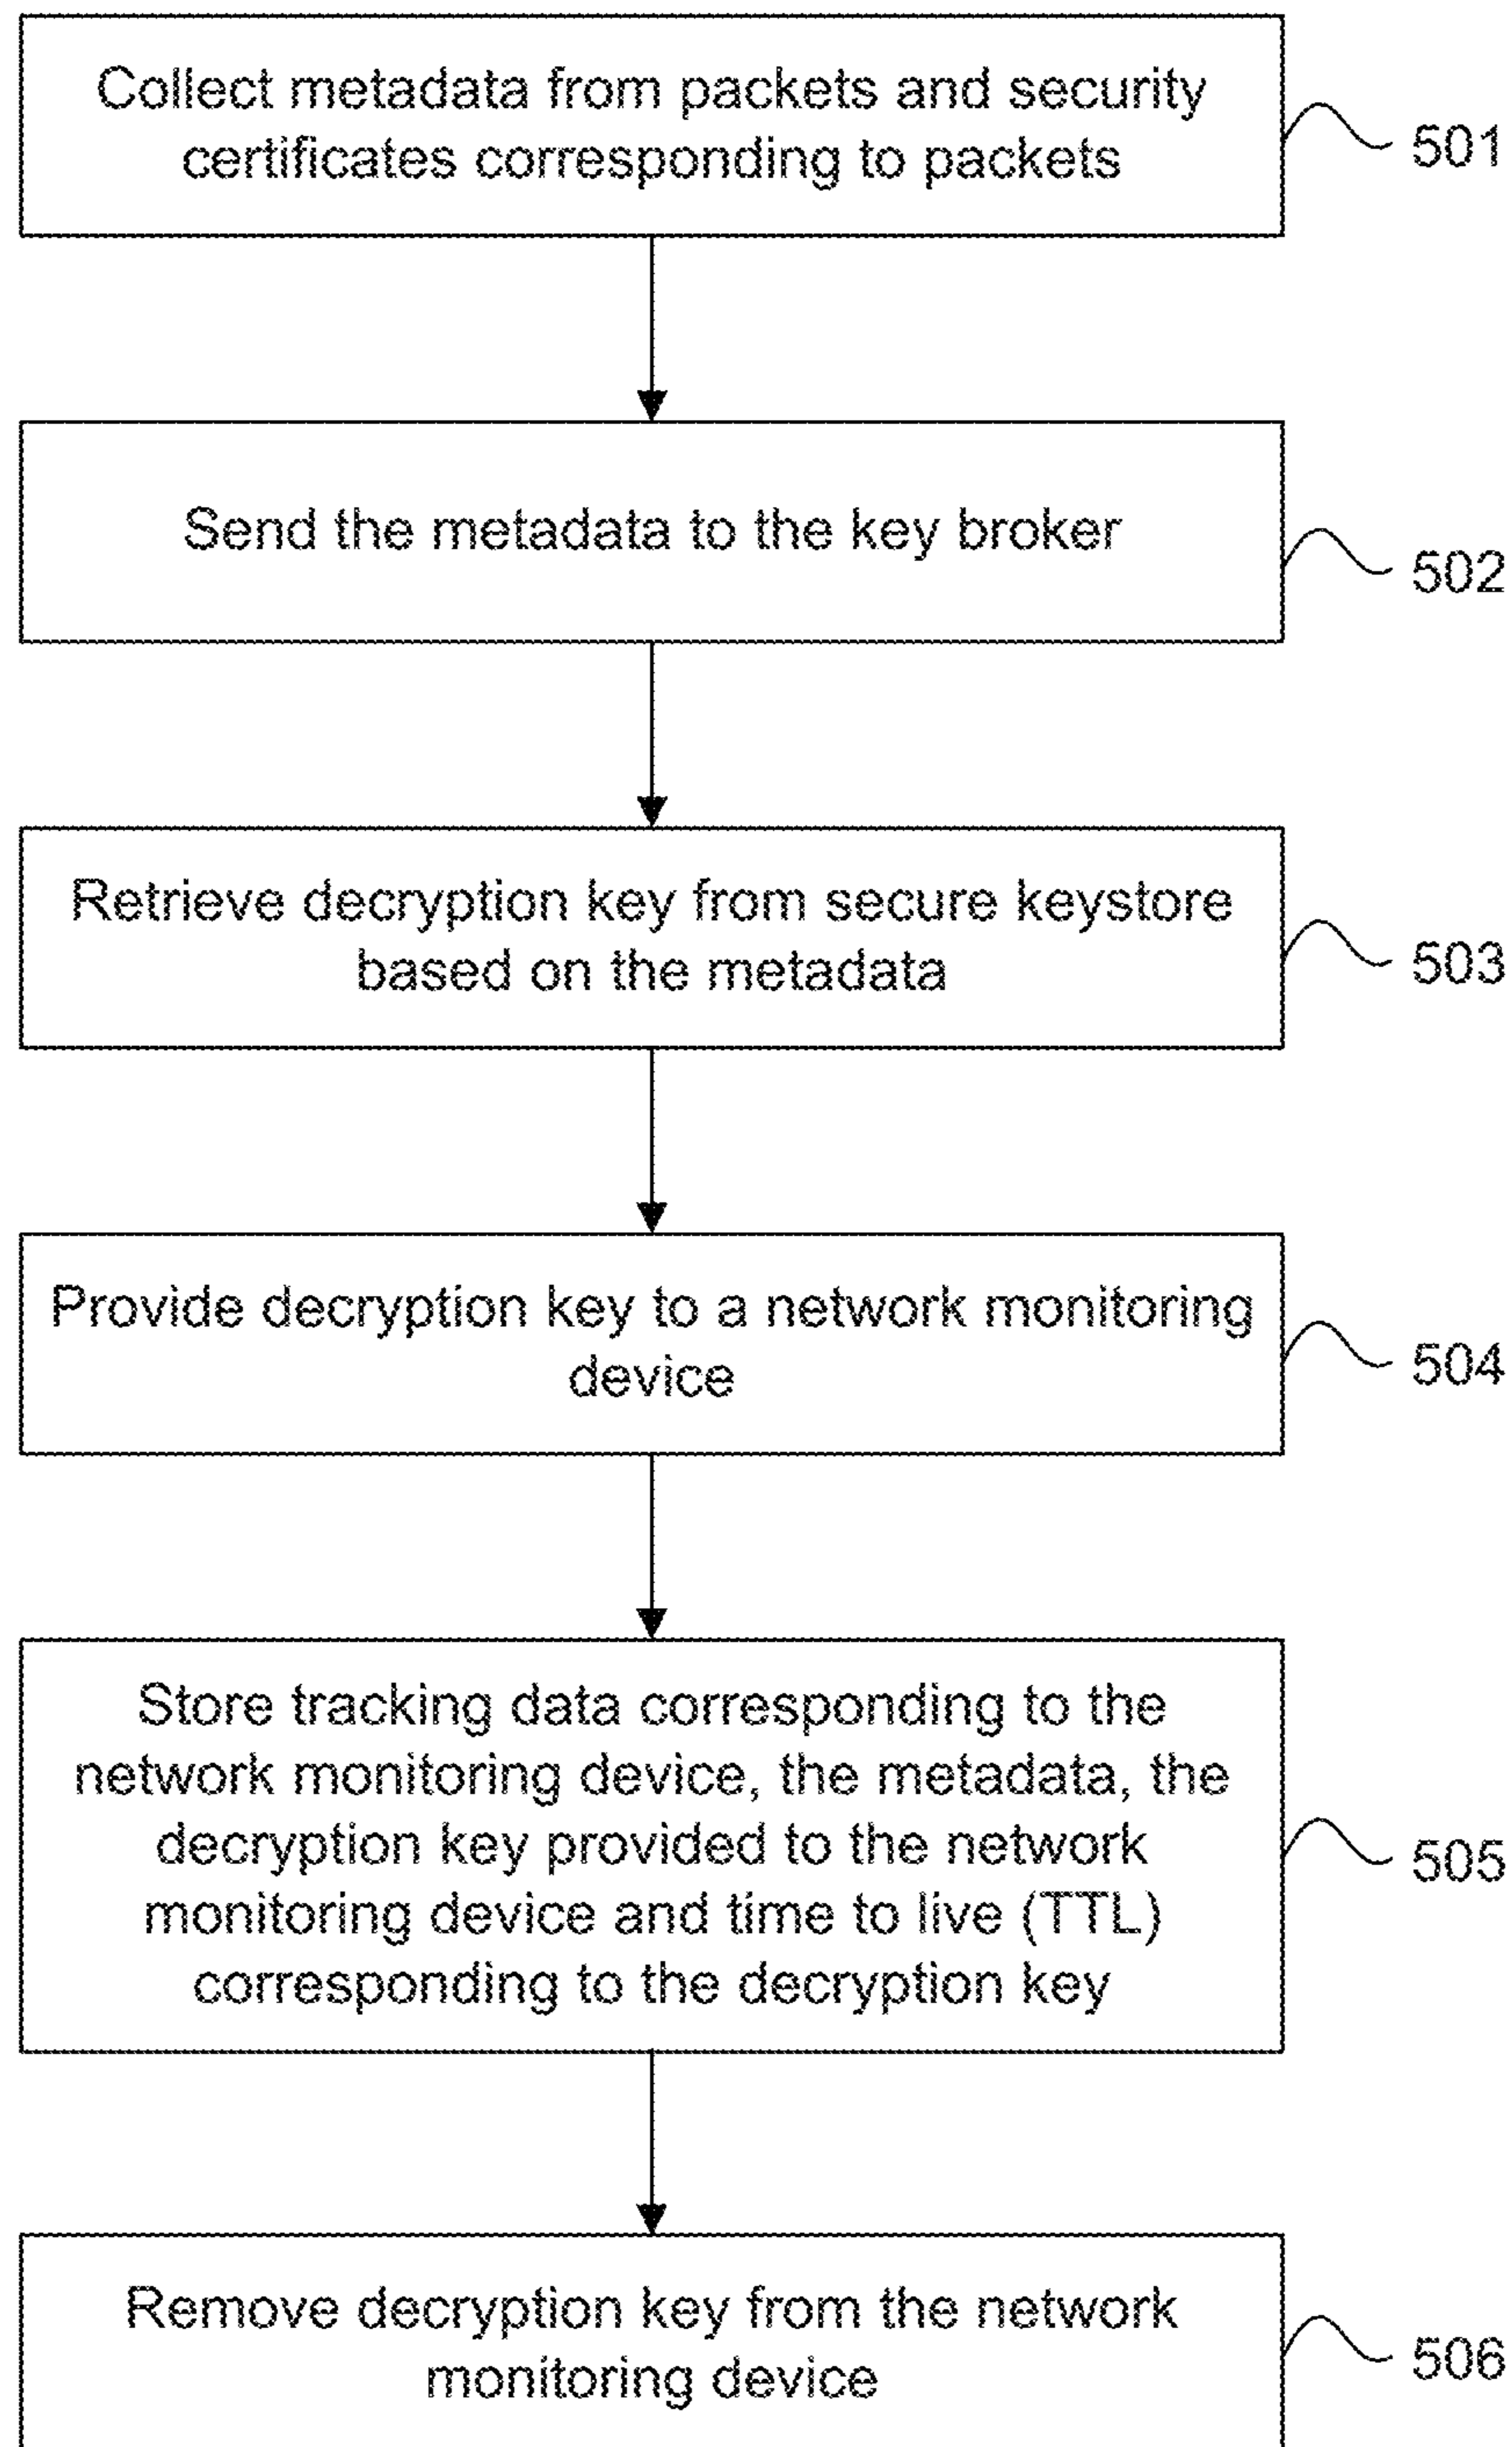 Collect metadata from packets and security
certificates corresponding to packets
501
Send the metadata to the key broker
502
Retrieve decryption key from secure keystore
based on the metadata
503
Provide decryption key to a network monitoring
device
504
Store tracking data corresponding to the
network monitoring device, the metadata, the
decryption key provided to the network
monitoring device and time to live (TTL)
corresponding to the decryption key
505
Remove decryption key from the network
monitoring device
506